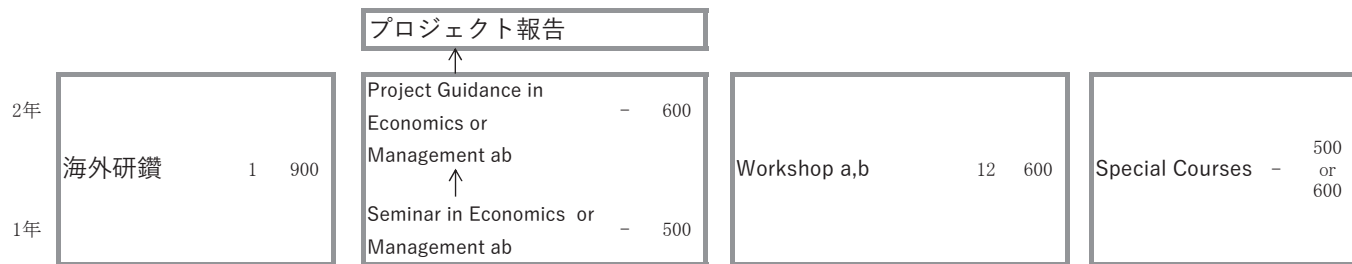 プロジェクト報告
2年
1年
海外研鑽 1 900
Project Guidance in
Economics or
Management ab
- 600
Seminar in Economics or
Management ab
- 500
Workshop a,b 12 600
Special Courses -
500
or
600